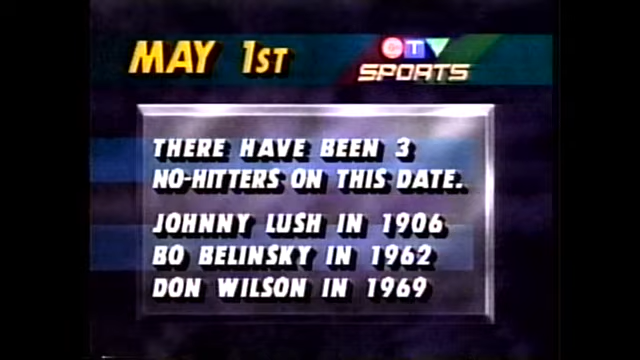 MAY 1ST
CTV
SPORTS
THERE HAVE BEEN 3
NO-HITTERS ON THIS DATE.
JOHNNY LUSH IN 1906
BO BELINSKY IN 1962
DON WILSON IN 1969